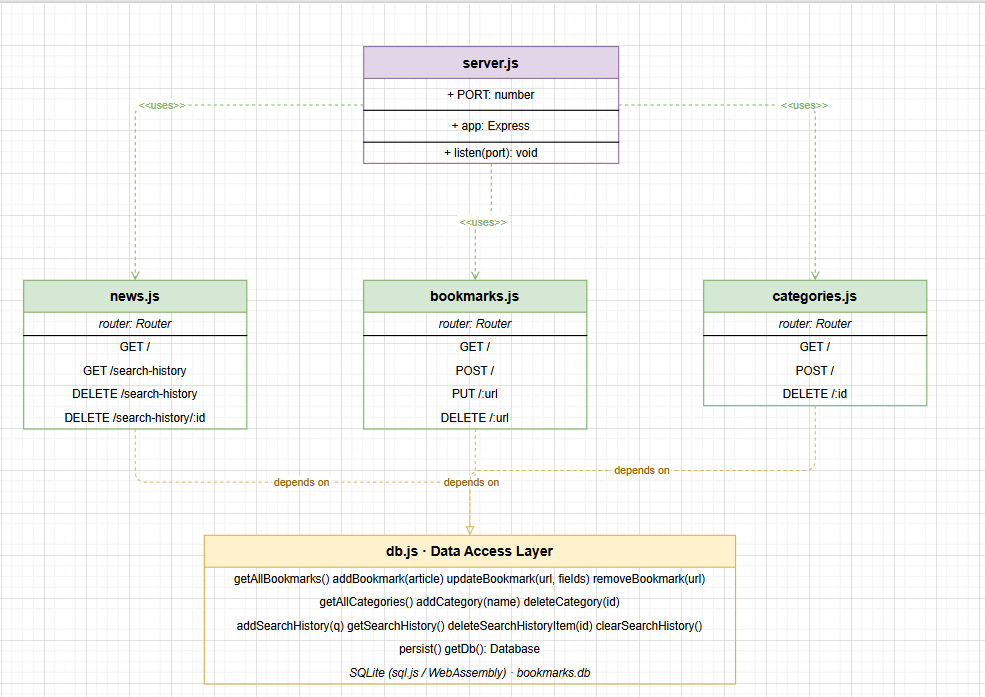 server.js
+ PORT: number
<<uses>>
<<uses>>
+ app: Express
+ listen(port): void
<<uses>>
news.js
bookmarks.js
categories.js
router: Router
router: Router
router: Router
GET /
GET /
GET /
GET /search-history
POST /
POST /
DELETE /search-history
PUT /:url
DELETE /:id
DELETE /search-history/:id
DELETE /:url
depends on
depends on
depends on
db.js · Data Access Layer
getAllBookmarks() addBookmark(article) updateBookmark(url, fields) removeBookmark(url)
getAllCategories() addCategory(name) deleteCategory(id)
addSearchHistory(q) getSearchHistory() deleteSearchHistoryItem(id) clearSearchHistory()
persist() getDb(): Database
SQLite (sql.js / WebAssembly) · bookmarks.db